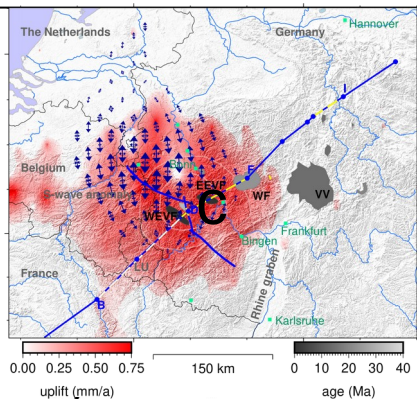 Hannover
The Netherlands
Germany
I
Bonn
Belgium
S-wave anomaly
F
EEVF
WF
VV
C
WEVF
Frankfurt
Bingen
LU
France
Rhine graben
B
Karlsruhe
0.00 0.25 0.50 0.75
uplift (mm/a)
150 km
0 10 20 30 40
age (Ma)